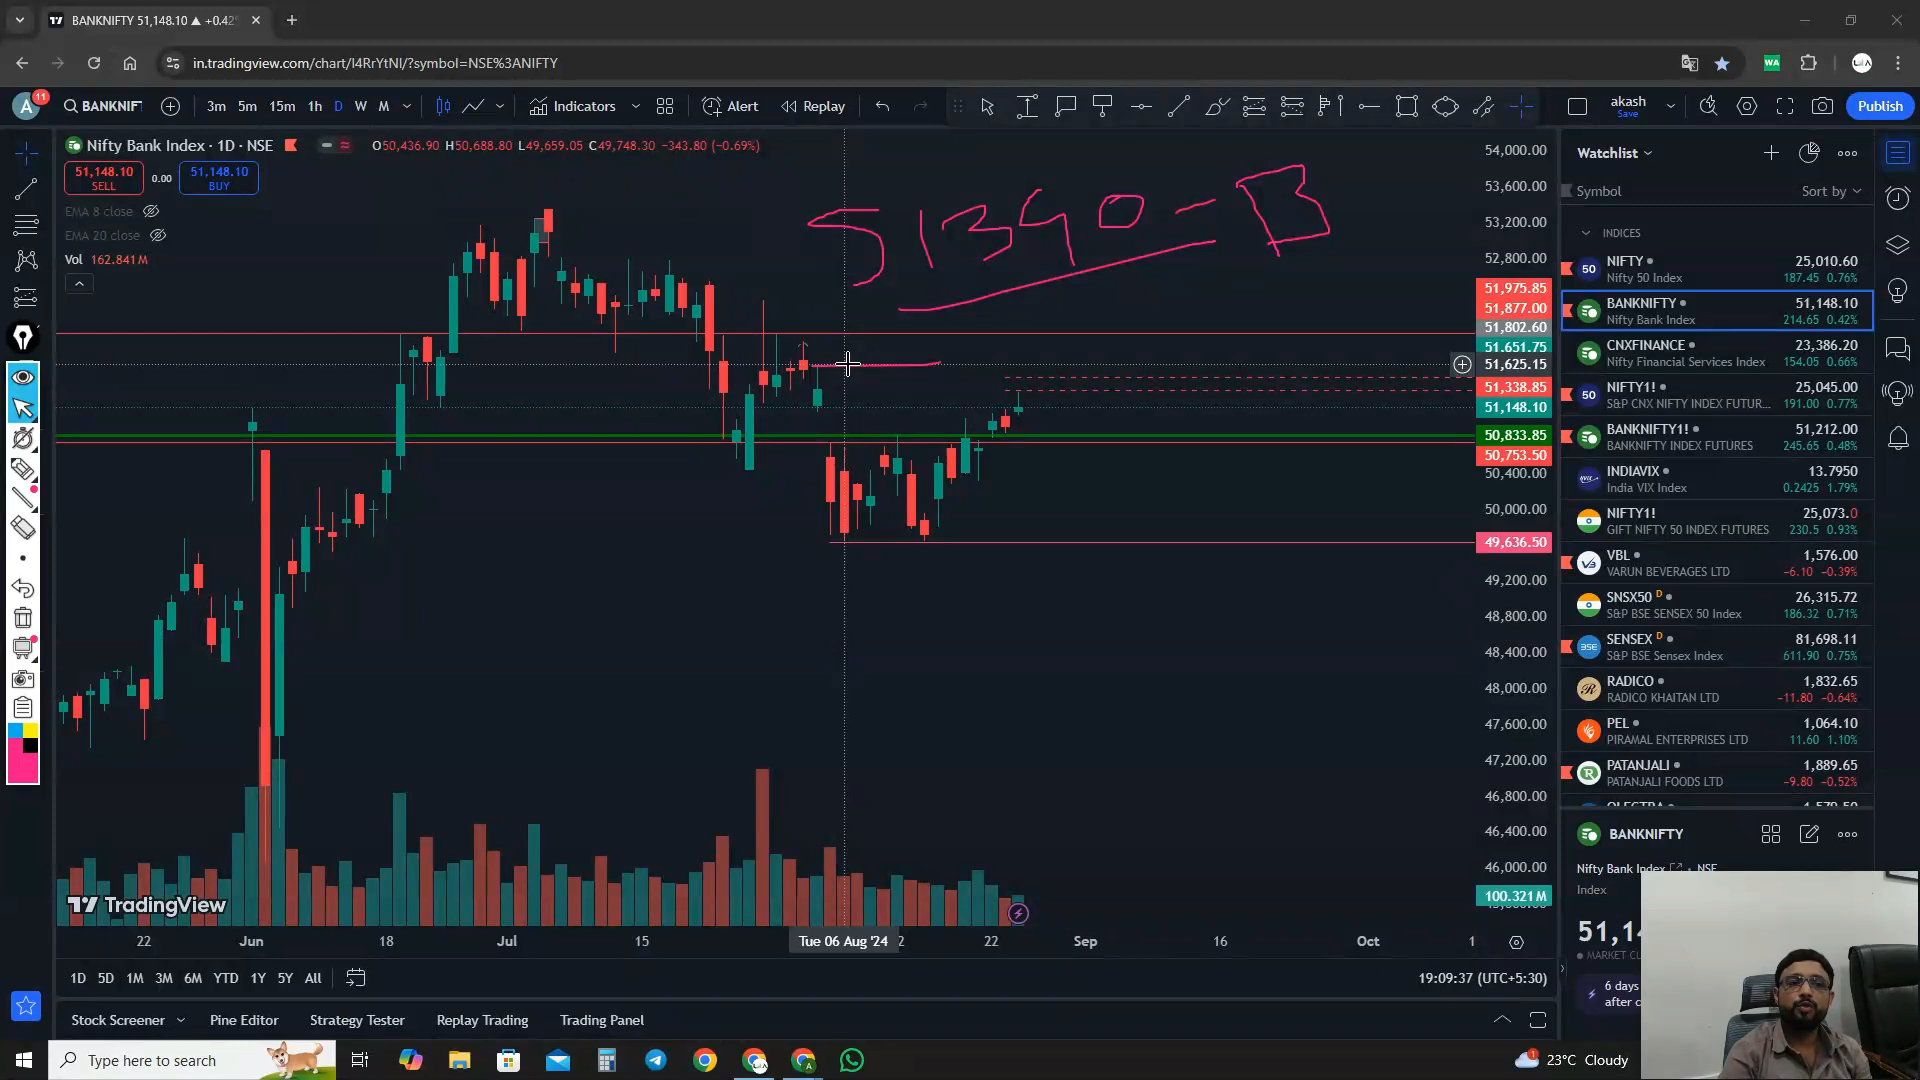 BANKNIFTY 51,148.10 ▲ +0.42%
in.tradingview.com/chart/I4RrYtNI/?symbol=NSE%3ANIFTY
WA
A 11 BANKNIFT 3m 5m 15m 1h D W M Indicators Alert Replay akash Save Publish
Nifty Bank Index · 1D · NSE O50,436.90 H50,688.80 L49,659.05 C49,748.30 −343.80 (−0.69%)
51,148.10 SELL 0.00 51,148.10 BUY
EMA 8 close
EMA 20 close
Vol 162.841M
51390 - B
54,000.00
53,600.00
53,200.00
52,800.00
51,975.85
51,877.00
51,802.60
51,651.75
51,625.15
51,338.85
51,148.10
50,833.85
50,753.50
50,400.00
50,000.00
49,636.50
49,200.00
48,800.00
48,400.00
48,000.00
47,600.00
47,200.00
46,800.00
46,400.00
46,000.00
100.321M
TradingView
22 Jun 18 Jul 15 Tue 06 Aug '24 2 22 Sep 16 Oct 1
1D 5D 1M 3M 6M YTD 1Y 5Y All 19:09:37 (UTC+5:30)
Stock Screener Pine Editor Strategy Tester Replay Trading Trading Panel
Watchlist
Symbol Sort by
INDICES
NIFTY 25,010.60
Nifty 50 Index 187.45 0.76%
BANKNIFTY 51,148.10
Nifty Bank Index 214.65 0.42%
CNXFINANCE 23,386.20
Nifty Financial Services Index 154.05 0.66%
NIFTY1! 25,045.00
S&P CNX NIFTY INDEX FUTUR... 191.00 0.77%
BANKNIFTY1! 51,212.00
BANKNIFTY INDEX FUTURES 245.65 0.48%
INDIAVIX 13.7950
India VIX Index 0.2425 1.79%
NIFTY1! 25,073.0
GIFT NIFTY 50 INDEX FUTURES 230.5 0.93%
VBL 1,576.00
VARUN BEVERAGES LTD −6.10 −0.39%
SNSX50 D 26,315.72
S&P BSE SENSEX 50 Index 186.32 0.71%
SENSEX D 81,698.11
S&P BSE Sensex Index 611.90 0.75%
RADICO 1,832.65
RADICO KHAITAN LTD −11.80 −0.64%
PEL 1,064.10
PIRAMAL ENTERPRISES LTD 11.60 1.10%
PATANJALI 1,889.65
PATANJALI FOODS LTD −9.80 −0.52%
BANKNIFTY
Nifty Bank Index · NSE
Index
51,14
6 days
after c
Type here to search
23°C Cloudy